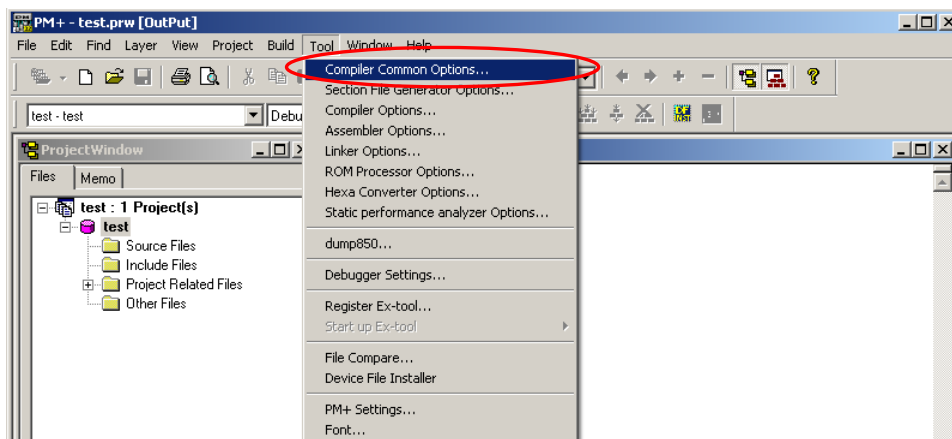 PM+ - test.prw [OutPut]
File Edit Find Layer View Project Build Tool Window Help
test - test
Debu
ProjectWindow
Files Memo
test : 1 Project(s)
test
Source Files
Include Files
Project Related Files
Other Files
Compiler Common Options...
Section File Generator Options...
Compiler Options...
Assembler Options...
Linker Options...
ROM Processor Options...
Hexa Converter Options...
Static performance analyzer Options...
dump850...
Debugger Settings...
Register Ex-tool...
Start up Ex-tool
File Compare...
Device File Installer
PM+ Settings...
Font...